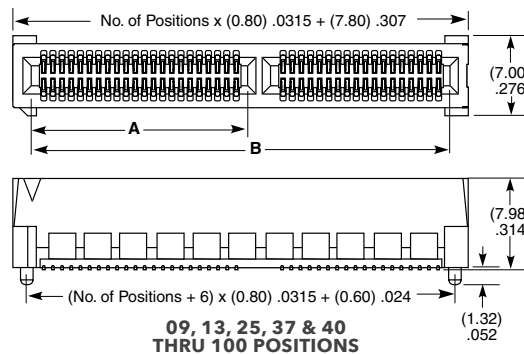 No. of Positions x (0.80) .0315 + (7.80) .307
(7.00
.276
A
B
(7.98
.314
(No. of Positions + 6) x (0.80) .0315 + (0.60) .024
(1.32)
.052
09, 13, 25, 37 & 40
THRU 100 POSITIONS